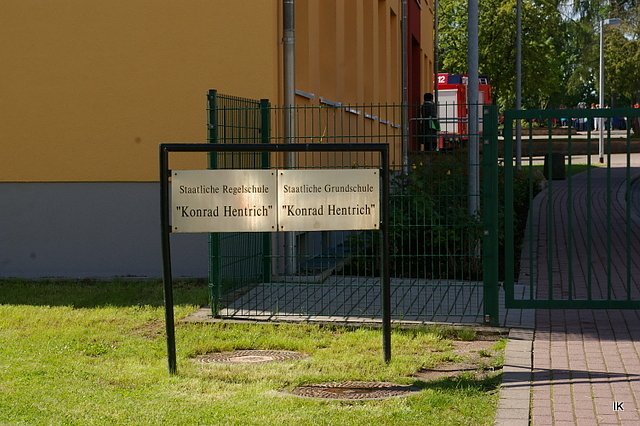 Staatliche Regelschule
"Konrad Hentrich"
Staatliche Grundschule
"Konrad Hentrich"
12
IK